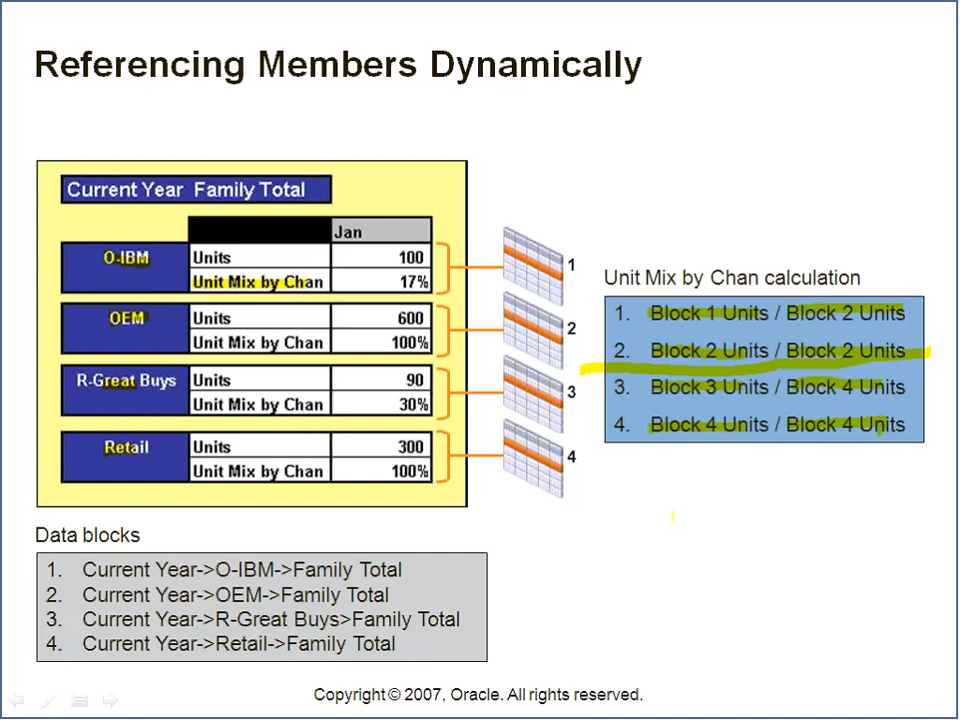 Referencing Members Dynamically
Current Year Family Total
Jan
O-IBM
Units 100
Unit Mix by Chan 17%
OEM
Units 600
Unit Mix by Chan 100%
R-Great Buys
Units 90
Unit Mix by Chan 30%
Retail
Units 300
Unit Mix by Chan 100%
1
2
3
4
Unit Mix by Chan calculation
1. Block 1 Units / Block 2 Units
2. Block 2 Units / Block 2 Units
3. Block 3 Units / Block 4 Units
4. Block 4 Units / Block 4 Units
Data blocks
1. Current Year->O-IBM->Family Total
2. Current Year->OEM->Family Total
3. Current Year->R-Great Buys>Family Total
4. Current Year->Retail->Family Total
Copyright © 2007, Oracle. All rights reserved.